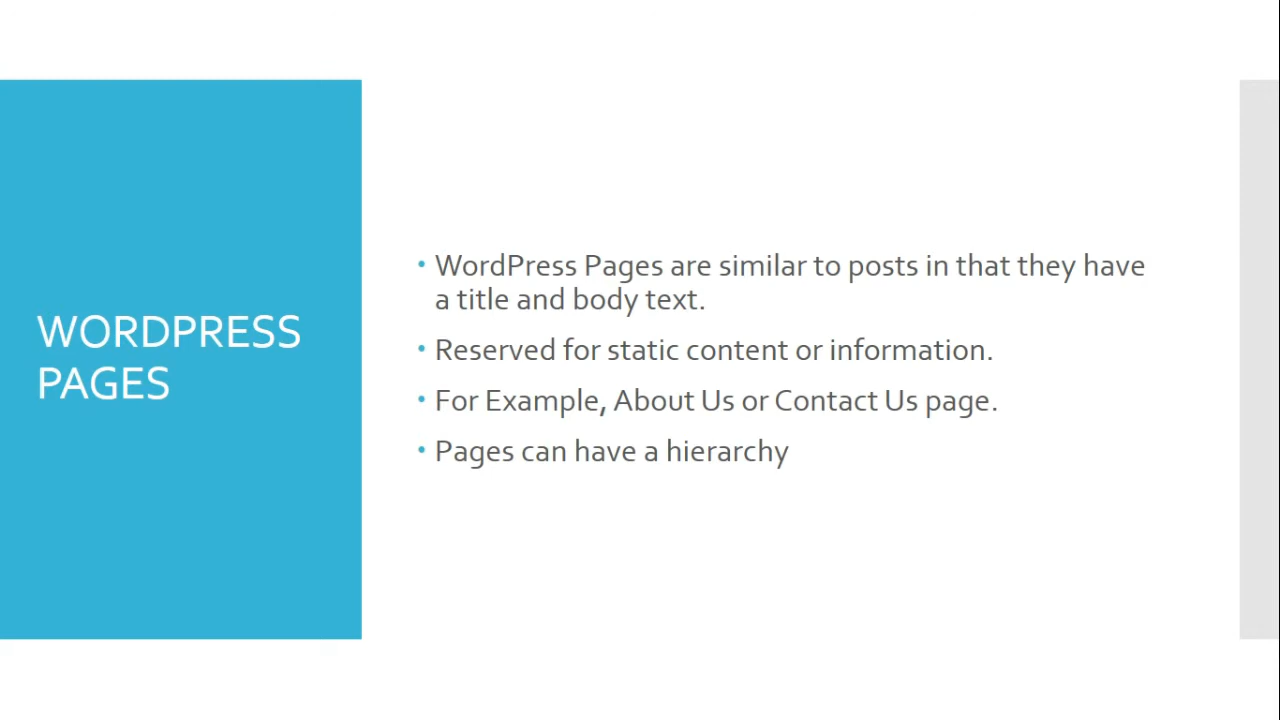 WORDPRESS
PAGES
• WordPress Pages are similar to posts in that they have
a title and body text.
• Reserved for static content or information.
• For Example, About Us or Contact Us page.
• Pages can have a hierarchy